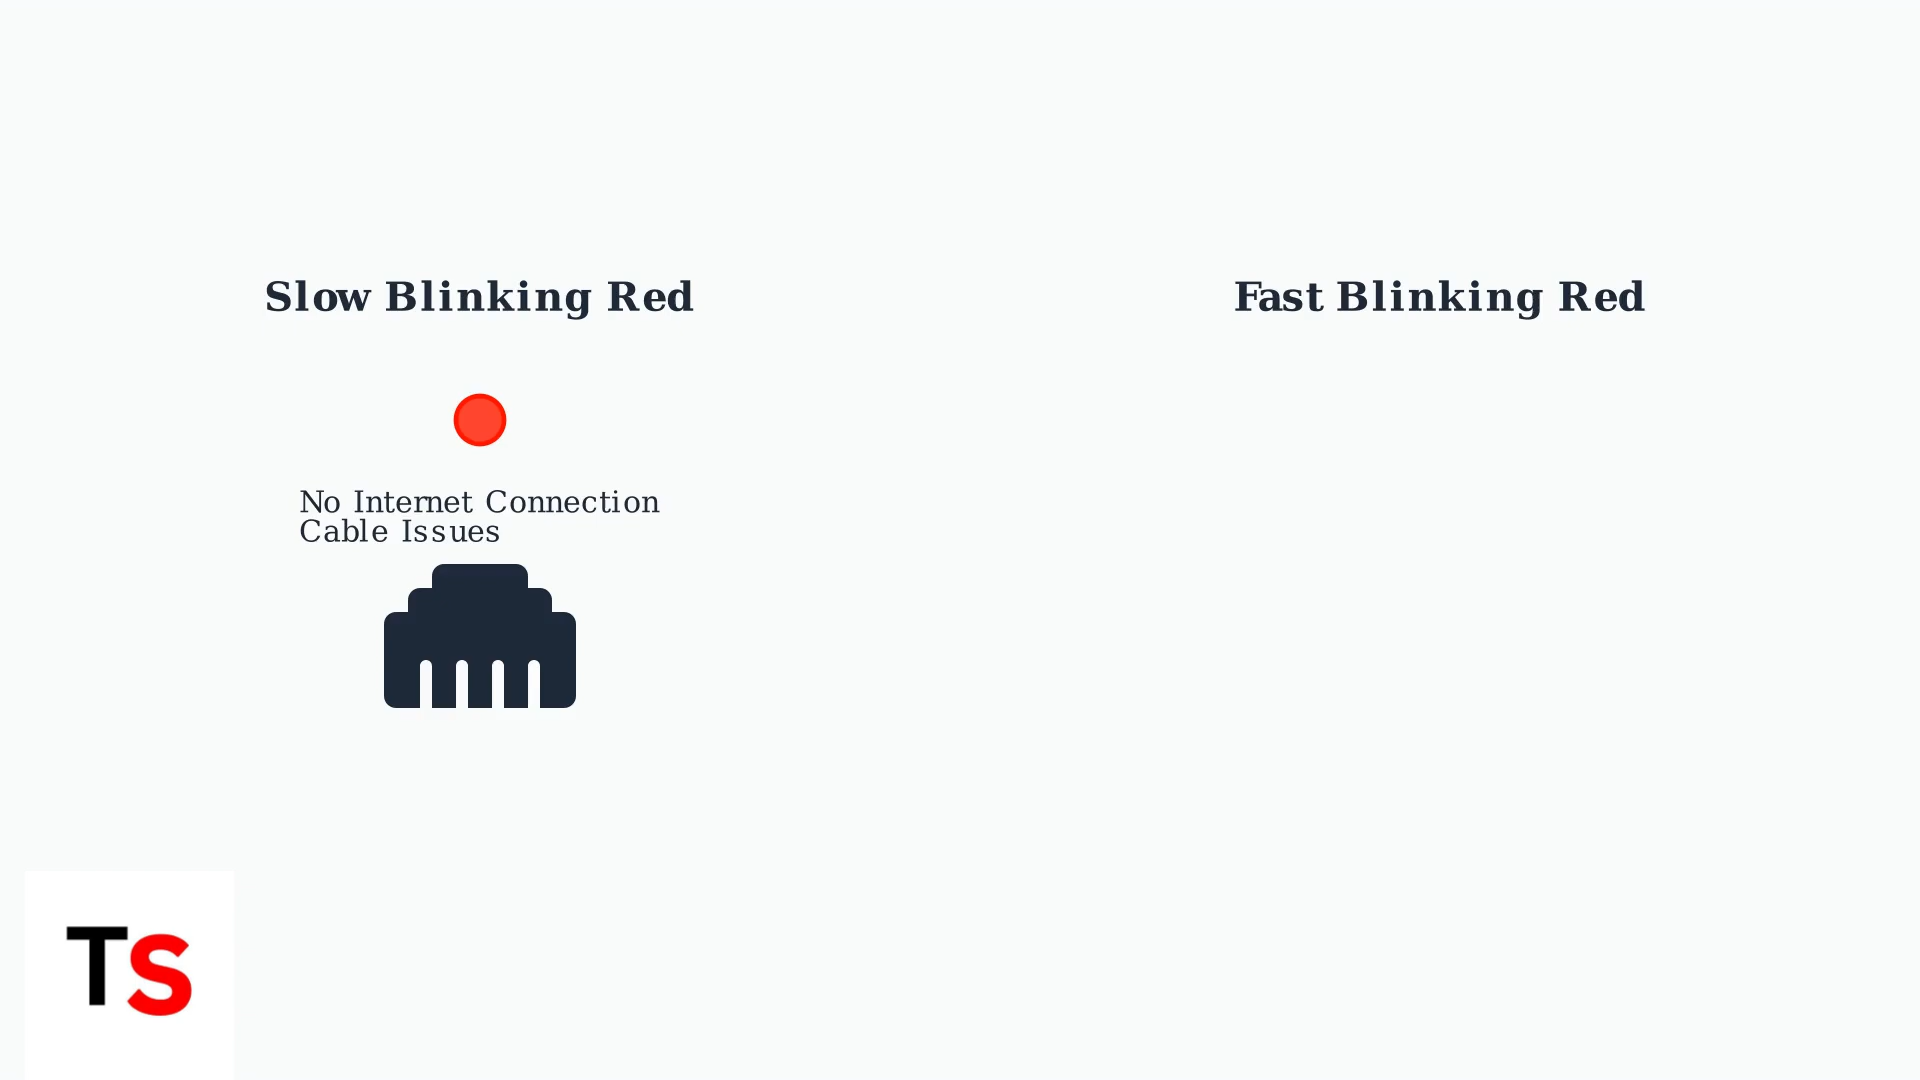 Slow Blinking Red
Fast Blinking Red
No Internet Connection
Cable Issues
TS